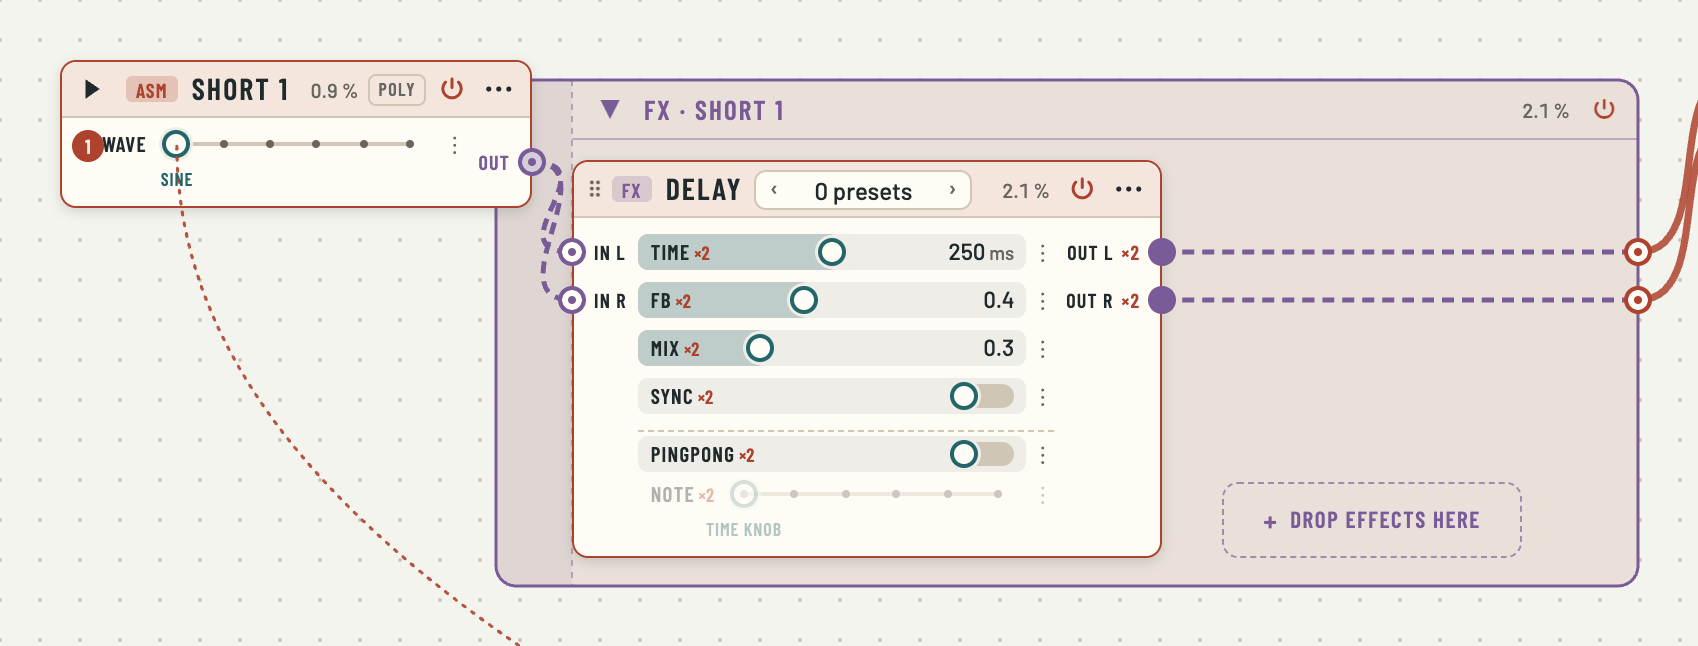 ASM SHORT 1 0.9 % POLY
1 WAVE
SINE
OUT
FX · SHORT 1 2.1 %
FX DELAY ‹ 0 presets › 2.1 %
IN L TIME ×2 250 ms OUT L ×2
IN R FB ×2 0.4 OUT R ×2
MIX ×2 0.3
SYNC ×2
PINGPONG ×2
NOTE ×2
TIME KNOB
+ DROP EFFECTS HERE